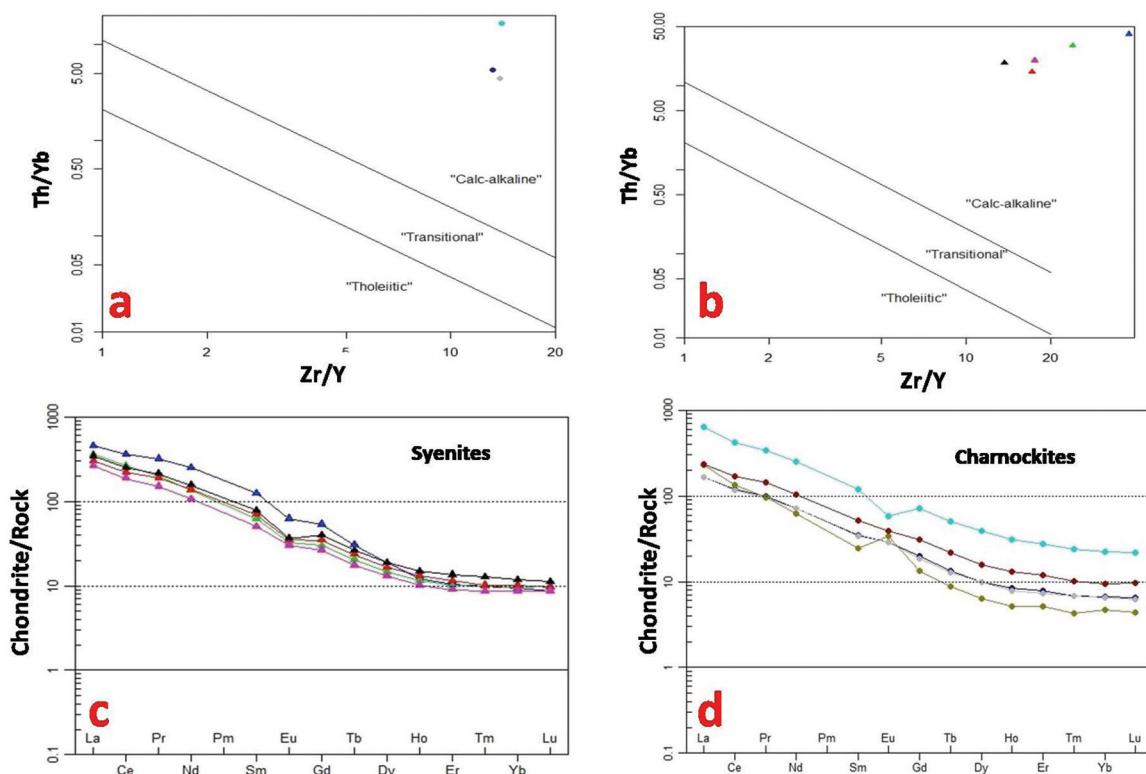 5.00
0.50
0.05
0.01
Th/Yb
"Calc-alkaline"
"Transitional"
"Tholeiitic"
a
1 2 5 10 20
Zr/Y
50.00
5.00
0.50
0.05
0.01
Th/Yb
"Calc-alkaline"
"Transitional"
"Tholeiitic"
b
1 2 5 10 20
Zr/Y
1000
100
10
1
0.1
Chondrite/Rock
Syenites
c
La Pr Pm Eu Tb Ho Tm Lu
Ce Nd Sm Gd Dy Er Yb
1000
100
10
1
0.1
Chondrite/Rock
Charnockites
d
La Pr Pm Eu Tb Ho Tm Lu
Ce Nd Sm Gd Dy Er Yb